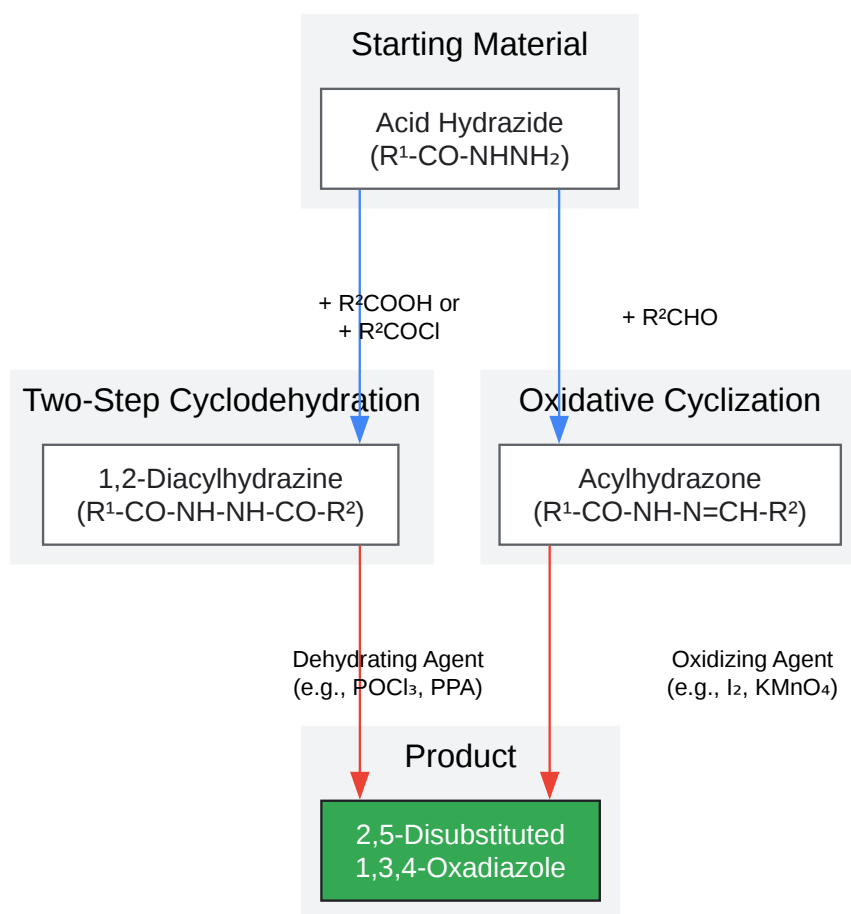 Starting Material
Acid Hydrazide
(R¹-CO-NHNH₂)
+ R²COOH or
+ R²COCl
+ R²CHO
Two-Step Cyclodehydration
1,2-Diacylhydrazine
(R¹-CO-NH-NH-CO-R²)
Oxidative Cyclization
Acylhydrazone
(R¹-CO-NH-N=CH-R²)
Dehydrating Agent
(e.g., POCl₃, PPA)
Oxidizing Agent
(e.g., I₂, KMnO₄)
Product
2,5-Disubstituted
1,3,4-Oxadiazole